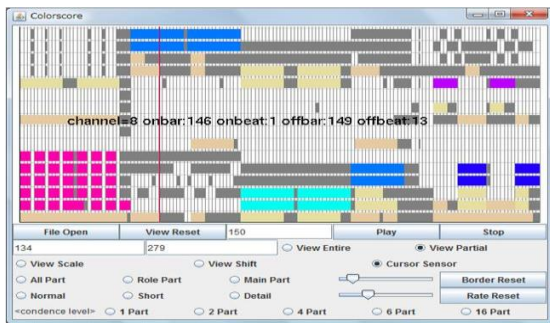 Colorscore
channel=8 onbar:146 onbeat:1 offbar:149 offbeat:13
File Open View Reset 150 Play Stop
134 279 View Entire View Partial
View Scale View Shift Cursor Sensor
All Part Role Part Main Part Border Reset
Normal Short Detail Rate Reset
<condence level> 1 Part 2 Part 4 Part 6 Part 16 Part